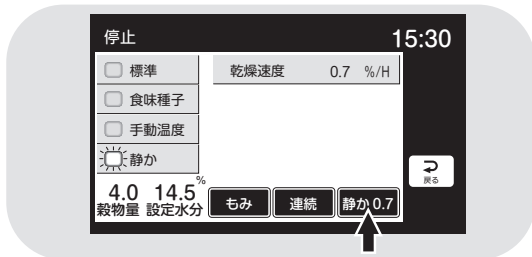 停止 15:30
標準 乾燥速度 0.7 %/H
食味種子
手動温度
静か
戻る
4.0 14.5%
穀物量 設定水分
もみ 連続 静か 0.7